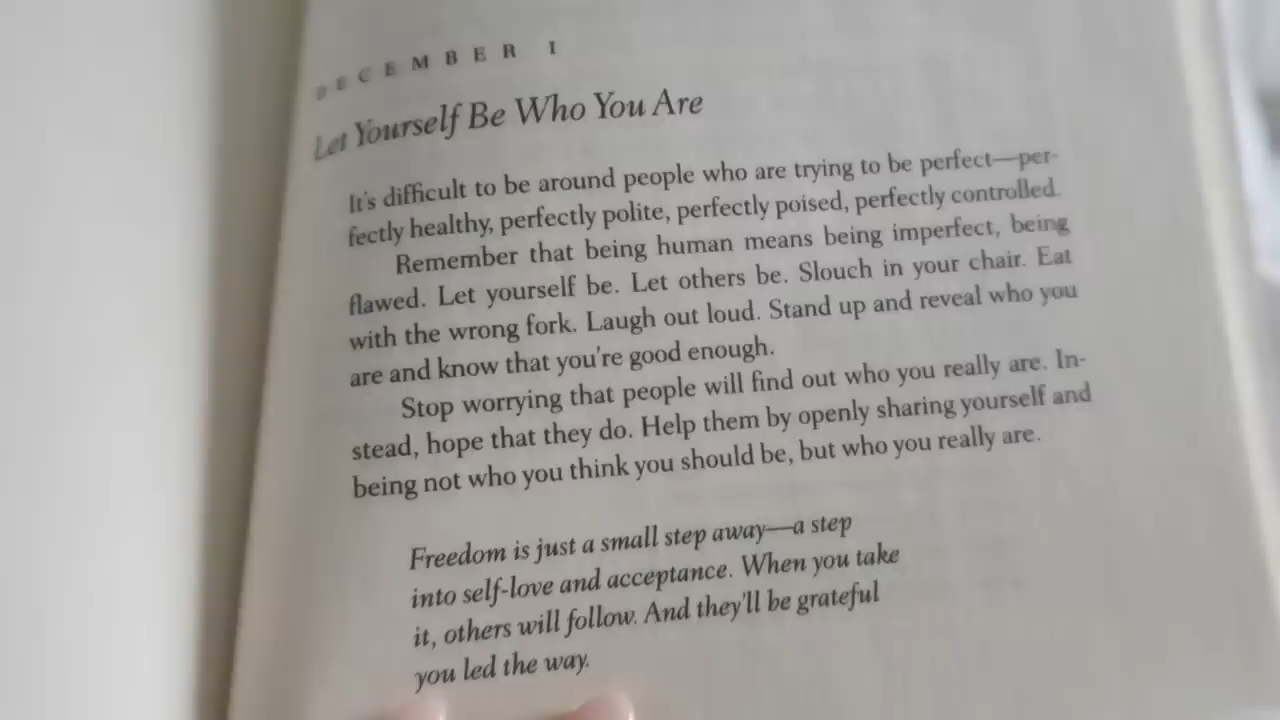 DECEMBER 1
Let Yourself Be Who You Are
It's difficult to be around people who are trying to be perfect—per-
fectly healthy, perfectly polite, perfectly poised, perfectly controlled.
Remember that being human means being imperfect, being
flawed. Let yourself be. Let others be. Slouch in your chair. Eat
with the wrong fork. Laugh out loud. Stand up and reveal who you
are and know that you're good enough.
Stop worrying that people will find out who you really are. In-
stead, hope that they do. Help them by openly sharing yourself and
being not who you think you should be, but who you really are.
Freedom is just a small step away—a step
into self-love and acceptance. When you take
it, others will follow. And they'll be grateful
you led the way.